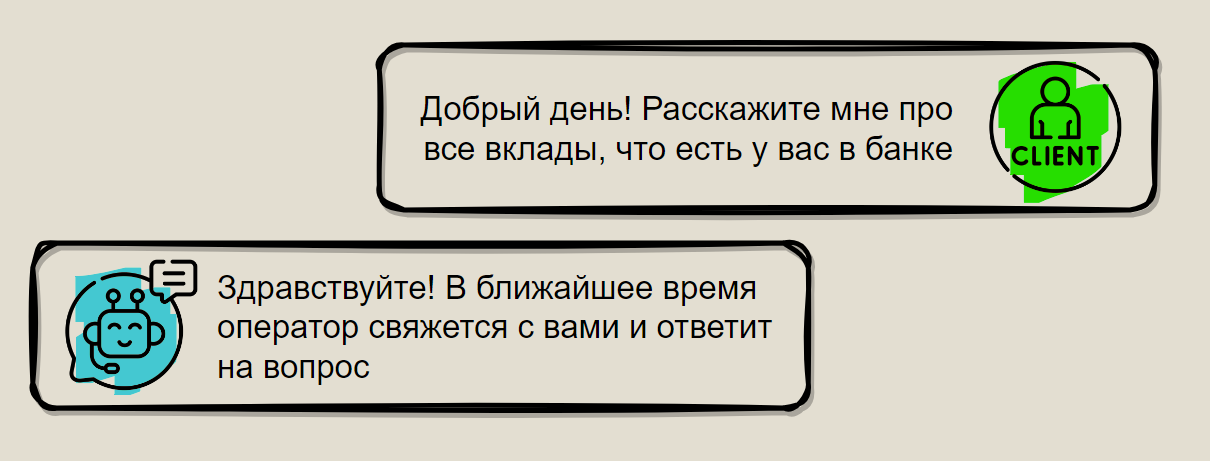 Добрый день! Расскажите мне про
все вклады, что есть у вас в банке
CLIENT
Здравствуйте! В ближайшее время
оператор свяжется с вами и ответит
на вопрос